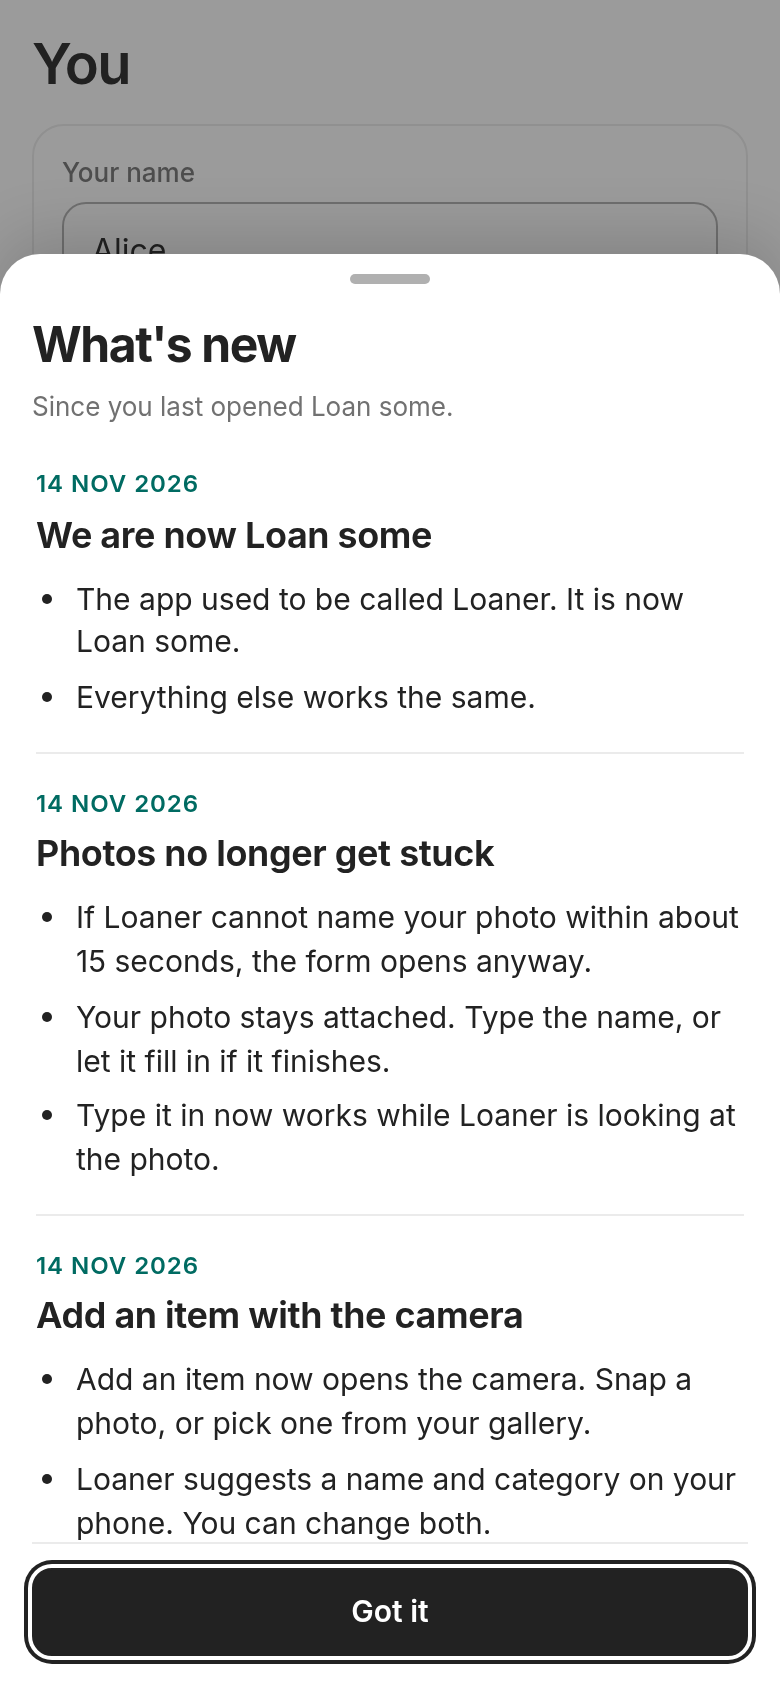 You
Your name
Alice
What's new
Since you last opened Loan some.
14 NOV 2026
We are now Loan some
• The app used to be called Loaner. It is now
Loan some.
• Everything else works the same.
14 NOV 2026
Photos no longer get stuck
• If Loaner cannot name your photo within about
15 seconds, the form opens anyway.
• Your photo stays attached. Type the name, or
let it fill in if it finishes.
• Type it in now works while Loaner is looking at
the photo.
14 NOV 2026
Add an item with the camera
• Add an item now opens the camera. Snap a
photo, or pick one from your gallery.
• Loaner suggests a name and category on your
phone. You can change both.
Got it